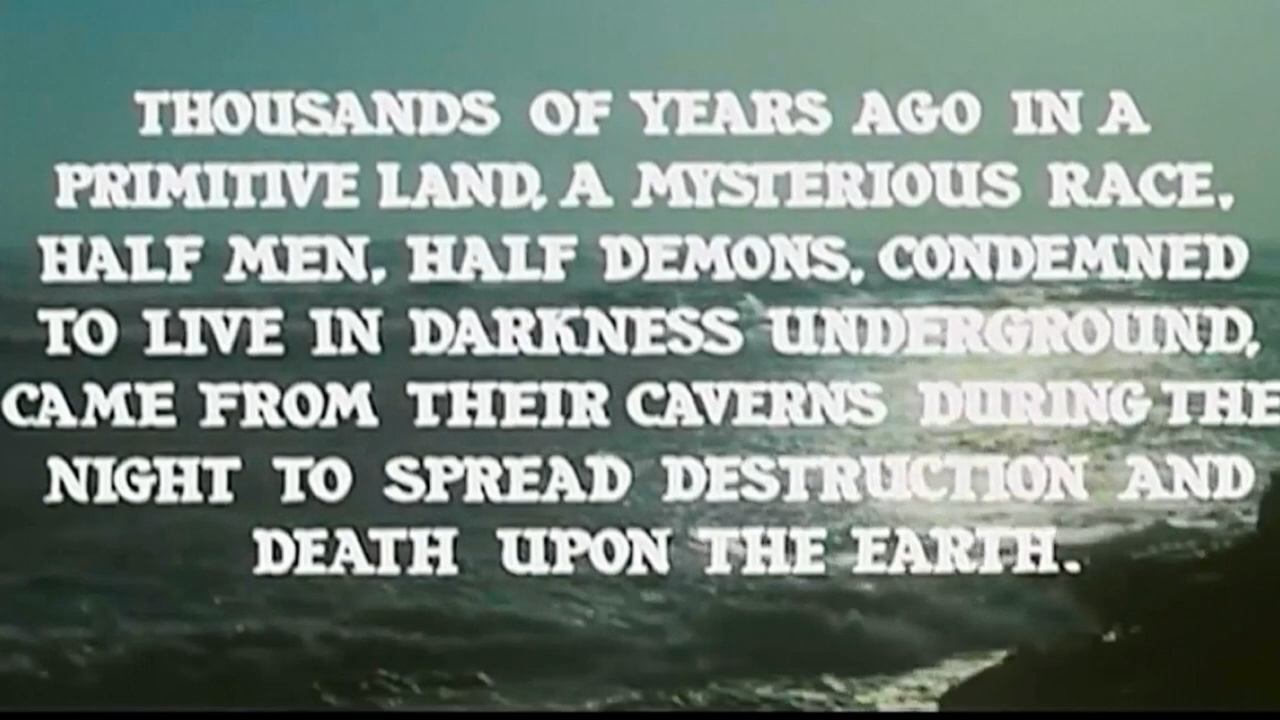 THOUSANDS OF YEARS AGO IN A
PRIMITIVE LAND, A MYSTERIOUS RACE,
HALF MEN, HALF DEMONS, CONDEMNED
TO LIVE IN DARKNESS UNDERGROUND,
CAME FROM THEIR CAVERNS DURING THE
NIGHT TO SPREAD DESTRUCTION AND
DEATH UPON THE EARTH.